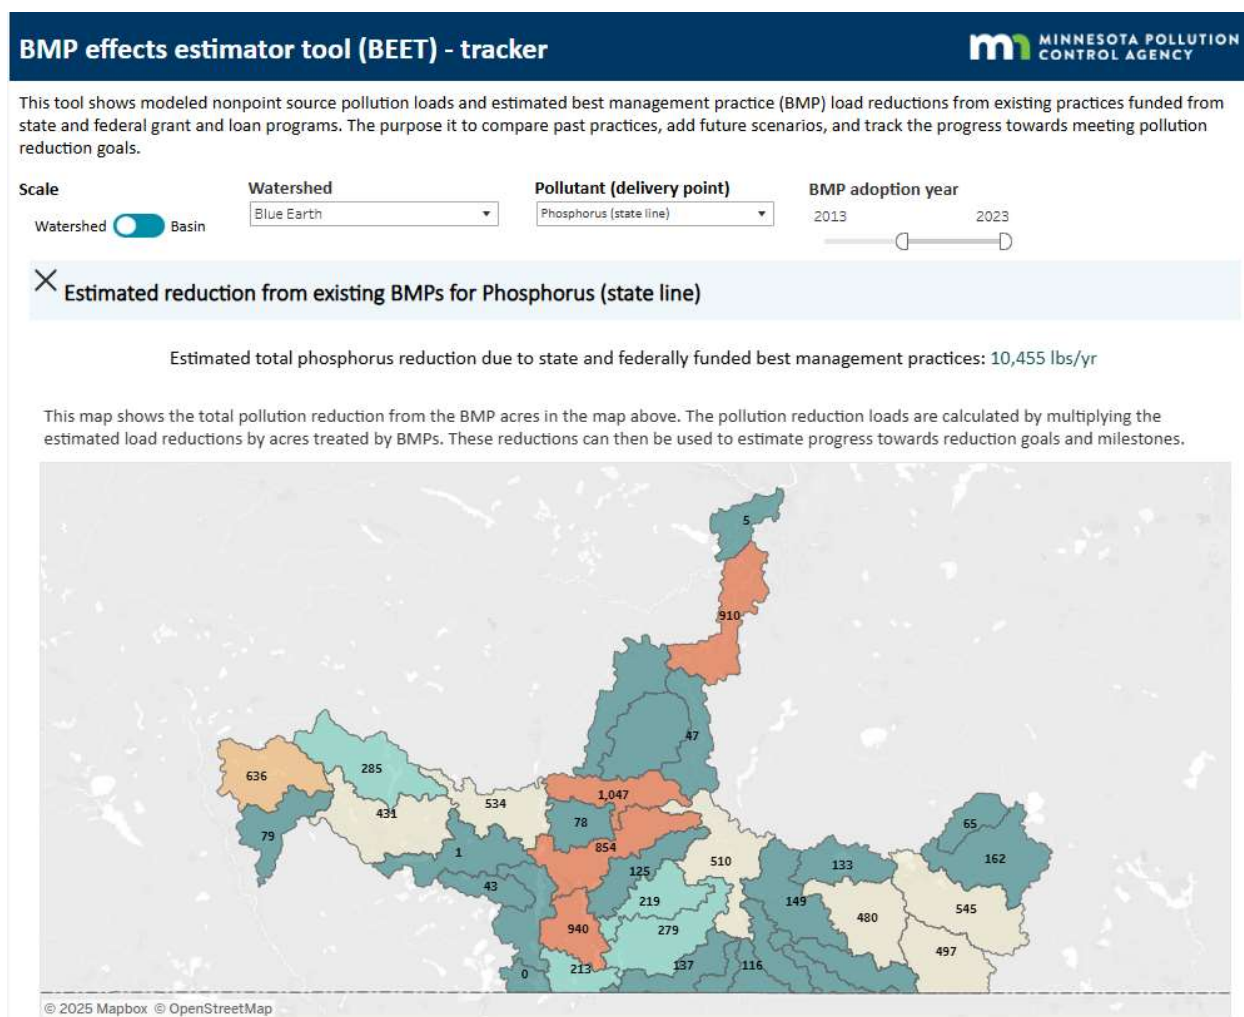 BMP effects estimator tool (BEET) - tracker
MINNESOTA POLLUTION
CONTROL AGENCY
This tool shows modeled nonpoint source pollution loads and estimated best management practice (BMP) load reductions from existing practices funded from
state and federal grant and loan programs. The purpose it to compare past practices, add future scenarios, and track the progress towards meeting pollution
reduction goals.
Scale
Watershed
Pollutant (delivery point)
BMP adoption year
Watershed
Basin
Blue Earth
Phosphorus (state line)
2013
2023
Estimated reduction from existing BMPs for Phosphorus (state line)
Estimated total phosphorus reduction due to state and federally funded best management practices: 10,455 lbs/yr
This map shows the total pollution reduction from the BMP acres in the map above. The pollution reduction loads are calculated by multiplying the
estimated load reductions by acres treated by BMPs. These reductions can then be used to estimate progress towards reduction goals and milestones.
5
910
47
636
285
1,047
534
431
78
79
65
854
1
510
162
133
125
43
219
149
545
480
940
279
497
137
116
213
0
© 2025 Mapbox © OpenStreetMap